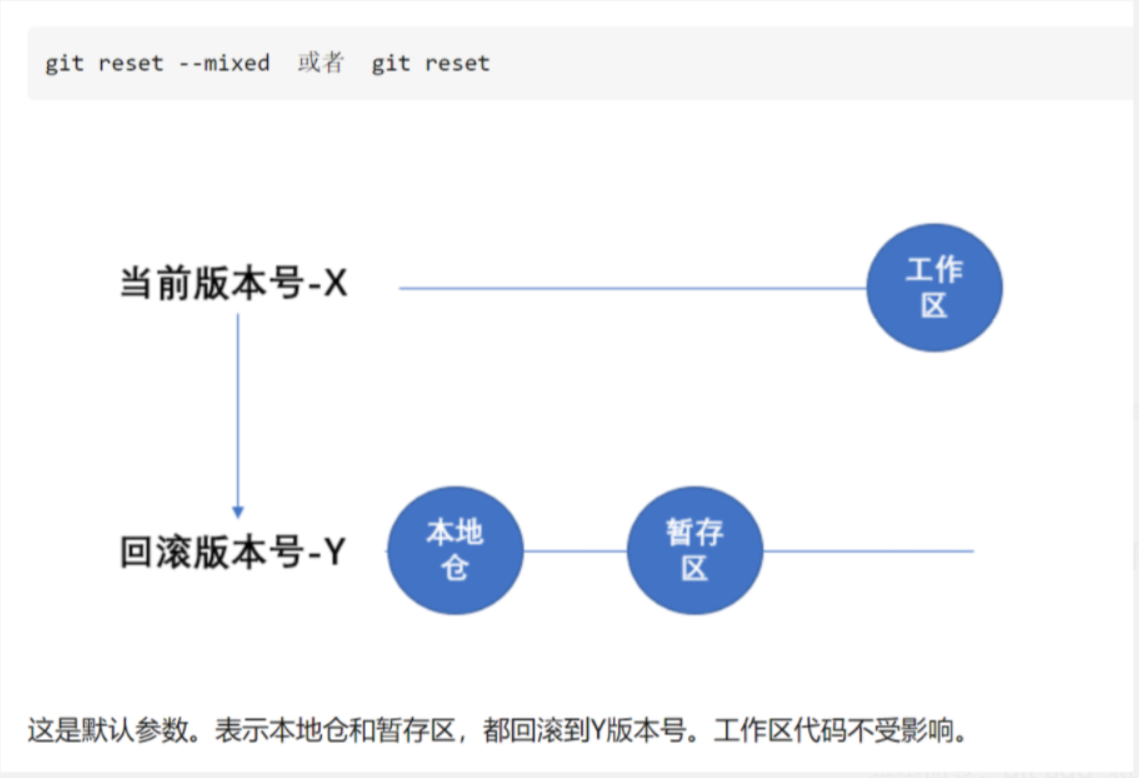 git reset --mixed 或者 git reset
当前版本号-X
工作
区
回滚版本号-Y
本地
仓
暂存
区
这是默认参数。表示本地仓和暂存区，都回滚到Y版本号。工作区代码不受影响。